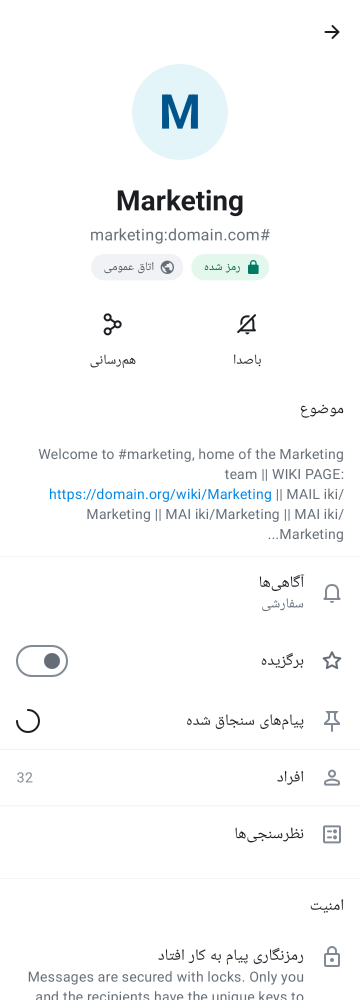 M
Marketing
marketing:domain.com#
رمز شده
اتاق عمومی
باصدا
هم‌رسانی
موضوع
Welcome to #marketing, home of the Marketing
team || WIKI PAGE:
https://domain.org/wiki/Marketing || MAIL iki/
Marketing || MAI iki/Marketing || MAI iki/
...Marketing
آگاهی‌ها
سفارشی
برگزیده
پیام‌های سنجاق شده
افراد
32
نظرسنجی‌ها
امنیت
رمزنگاری پیام به کار افتاد
Messages are secured with locks. Only you
and the recipients have the unique keys to